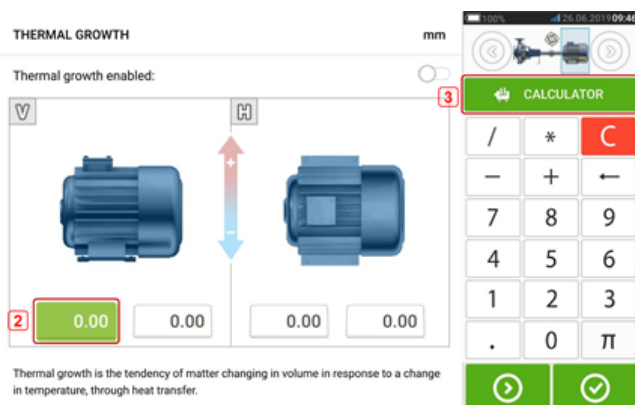 THERMAL GROWTH mm
Thermal growth enabled:
V H
+
-
2 0.00 0.00 0.00 0.00
Thermal growth is the tendency of matter changing in volume in response to a change
in temperature, through heat transfer.
100% 26.06.2019 09:46
3 CALCULATOR
/ * C
− + ←
7 8 9
4 5 6
1 2 3
. 0 π